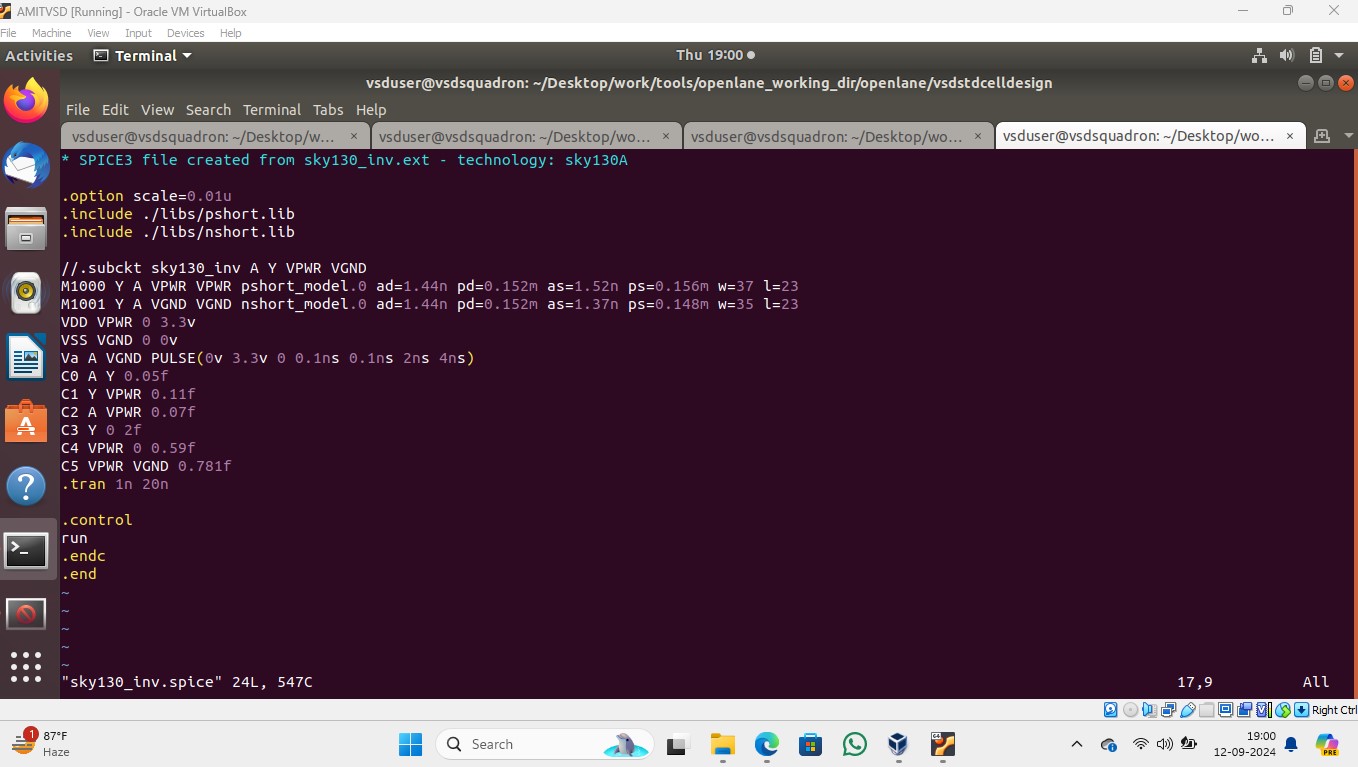 AMITVSD [Running] - Oracle VM VirtualBox
File Machine View Input Devices Help
Activities Terminal Thu 19:00
vsduser@vsdsquadron: ~/Desktop/work/tools/openlane_working_dir/openlane/vsdstdcelldesign
File Edit View Search Terminal Tabs Help
vsduser@vsdsquadron: ~/Desktop/w... × vsduser@vsdsquadron: ~/Desktop/wo... × vsduser@vsdsquadron: ~/Desktop/wo... × vsduser@vsdsquadron: ~/Desktop/wo... ×
* SPICE3 file created from sky130_inv.ext - technology: sky130A
.option scale=0.01u
.include ./libs/pshort.lib
.include ./libs/nshort.lib
//.subckt sky130_inv A Y VPWR VGND
M1000 Y A VPWR VPWR pshort_model.0 ad=1.44n pd=0.152m as=1.52n ps=0.156m w=37 l=23
M1001 Y A VGND VGND nshort_model.0 ad=1.44n pd=0.152m as=1.37n ps=0.148m w=35 l=23
VDD VPWR 0 3.3v
VSS VGND 0 0v
Va A VGND PULSE(0v 3.3v 0 0.1ns 0.1ns 2ns 4ns)
C0 A Y 0.05f
C1 Y VPWR 0.11f
C2 A VPWR 0.07f
C3 Y 0 2f
C4 VPWR 0 0.59f
C5 VPWR VGND 0.781f
.tran 1n 20n
.control
run
.endc
.end
~
~
~
~
~
"sky130_inv.spice" 24L, 547C 17,9 All
Right Ctrl
1 87°F
Haze
Search
19:00
12-09-2024
PRE
64